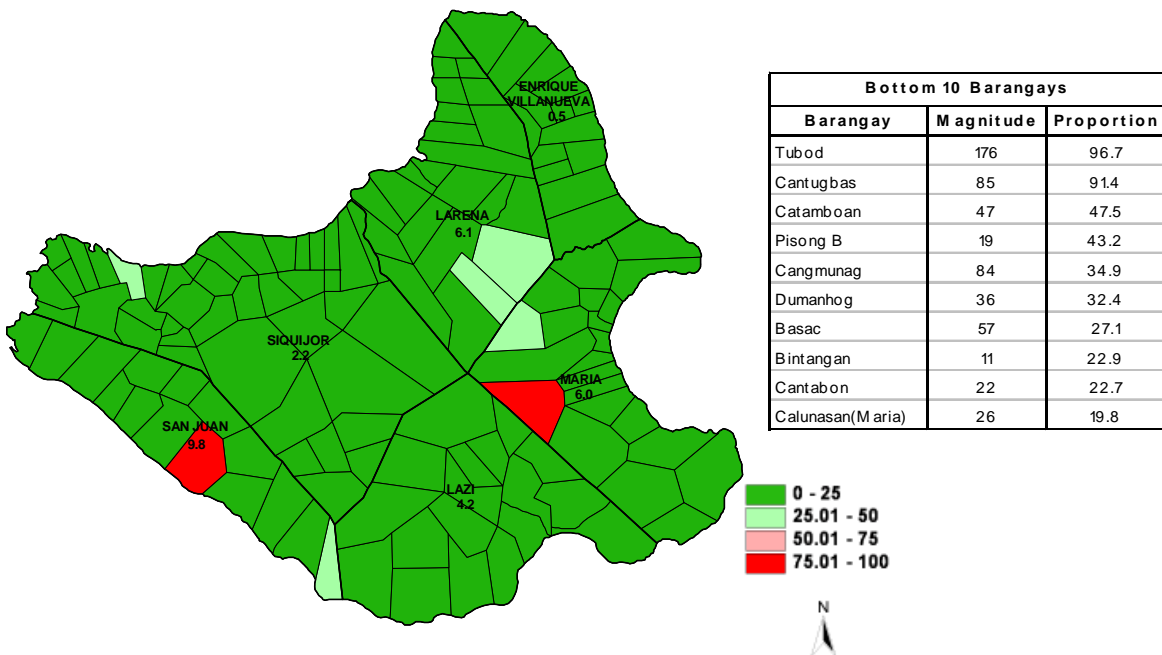 ENRIQUE
VILLANUEVA
0.5
LARENA
6.1
SIQUIJOR
2.2
MARIA
6.0
SAN JUAN
9.8
LAZI
4.2
Bottom 10 Barangays
Barangay Magnitude Proportion
Tubod 176 96.7
Cantugbas 85 91.4
Catamboan 47 47.5
Pisong B 19 43.2
Cangmunag 84 34.9
Dumanhog 36 32.4
Basac 57 27.1
Bintangan 11 22.9
Cantabon 22 22.7
Calunasan(Maria) 26 19.8
0 - 25
25.01 - 50
50.01 - 75
75.01 - 100
N